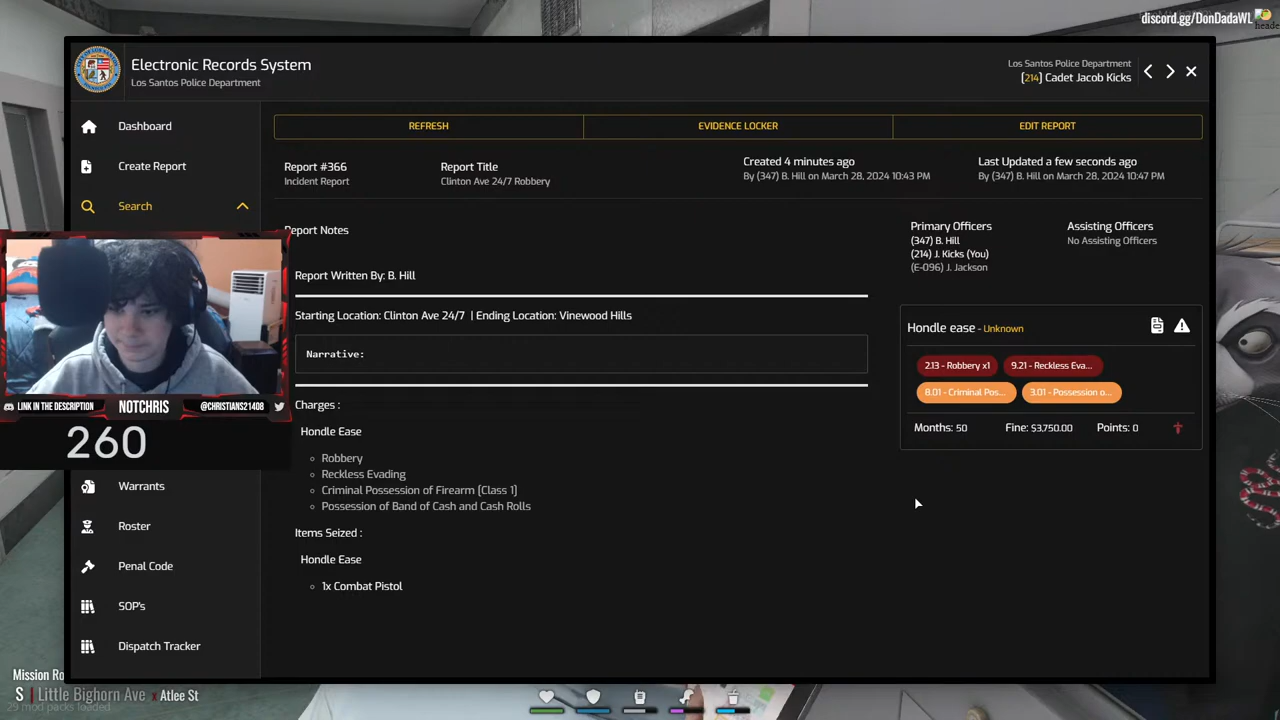 discord.gg/DonDadaWL
Electronic Records System
Los Santos Police Department
Los Santos Police Department
[214] Cadet Jacob Kicks
Dashboard
Create Report
Search
REFRESH
EVIDENCE LOCKER
EDIT REPORT
Report #366
Incident Report
Report Title
Clinton Ave 24/7 Robbery
Created 4 minutes ago
By (347) B. Hill on March 28, 2024 10:43 PM
Last Updated a few seconds ago
By (347) B. Hill on March 28, 2024 10:47 PM
Report Notes
Report Written By: B. Hill
Starting Location: Clinton Ave 24/7 | Ending Location: Vinewood Hills
Narrative:
Charges :
Hondle Ease
Robbery
Reckless Evading
Criminal Possession of Firearm [Class 1]
Possession of Band of Cash and Cash Rolls
Items Seized :
Hondle Ease
1x Combat Pistol
Primary Officers
(347) B. Hill
(214) J. Kicks (You)
(E-096) J. Jackson
Assisting Officers
No Assisting Officers
Hondle ease - Unknown
2.13 - Robbery x1
9.21 - Reckless Eva...
8.01 - Criminal Pos...
3.01 - Possession o...
Months: 50
Fine: $3,750.00
Points: 0
LINK IN THE DESCRIPTION
NOTCHRIS
@CHRISTIANS21408
260
Warrants
Roster
Penal Code
SOP's
Dispatch Tracker
Mission Ro
S | Little Bighorn Ave x Atlee St
29 mod packs loaded